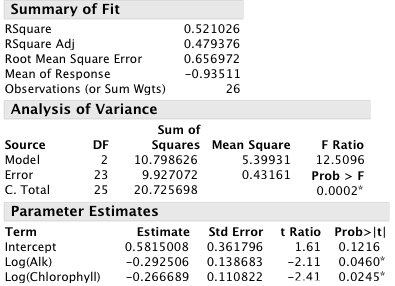 Summary of Fit
RSquare 0.521026
RSquare Adj 0.479376
Root Mean Square Error 0.656972
Mean of Response -0.93511
Observations (or Sum Wgts) 26
Analysis of Variance
Sum of
Source DF Squares Mean Square F Ratio
Model 2 10.798626 5.39931 12.5096
Error 23 9.927072 0.43161 Prob > F
C. Total 25 20.725698 0.0002*
Parameter Estimates
Term Estimate Std Error t Ratio Prob>|t|
Intercept 0.5815008 0.361796 1.61 0.1216
Log(Alk) -0.292506 0.138683 -2.11 0.0460*
Log(Chlorophyll) -0.266689 0.110822 -2.41 0.0245*